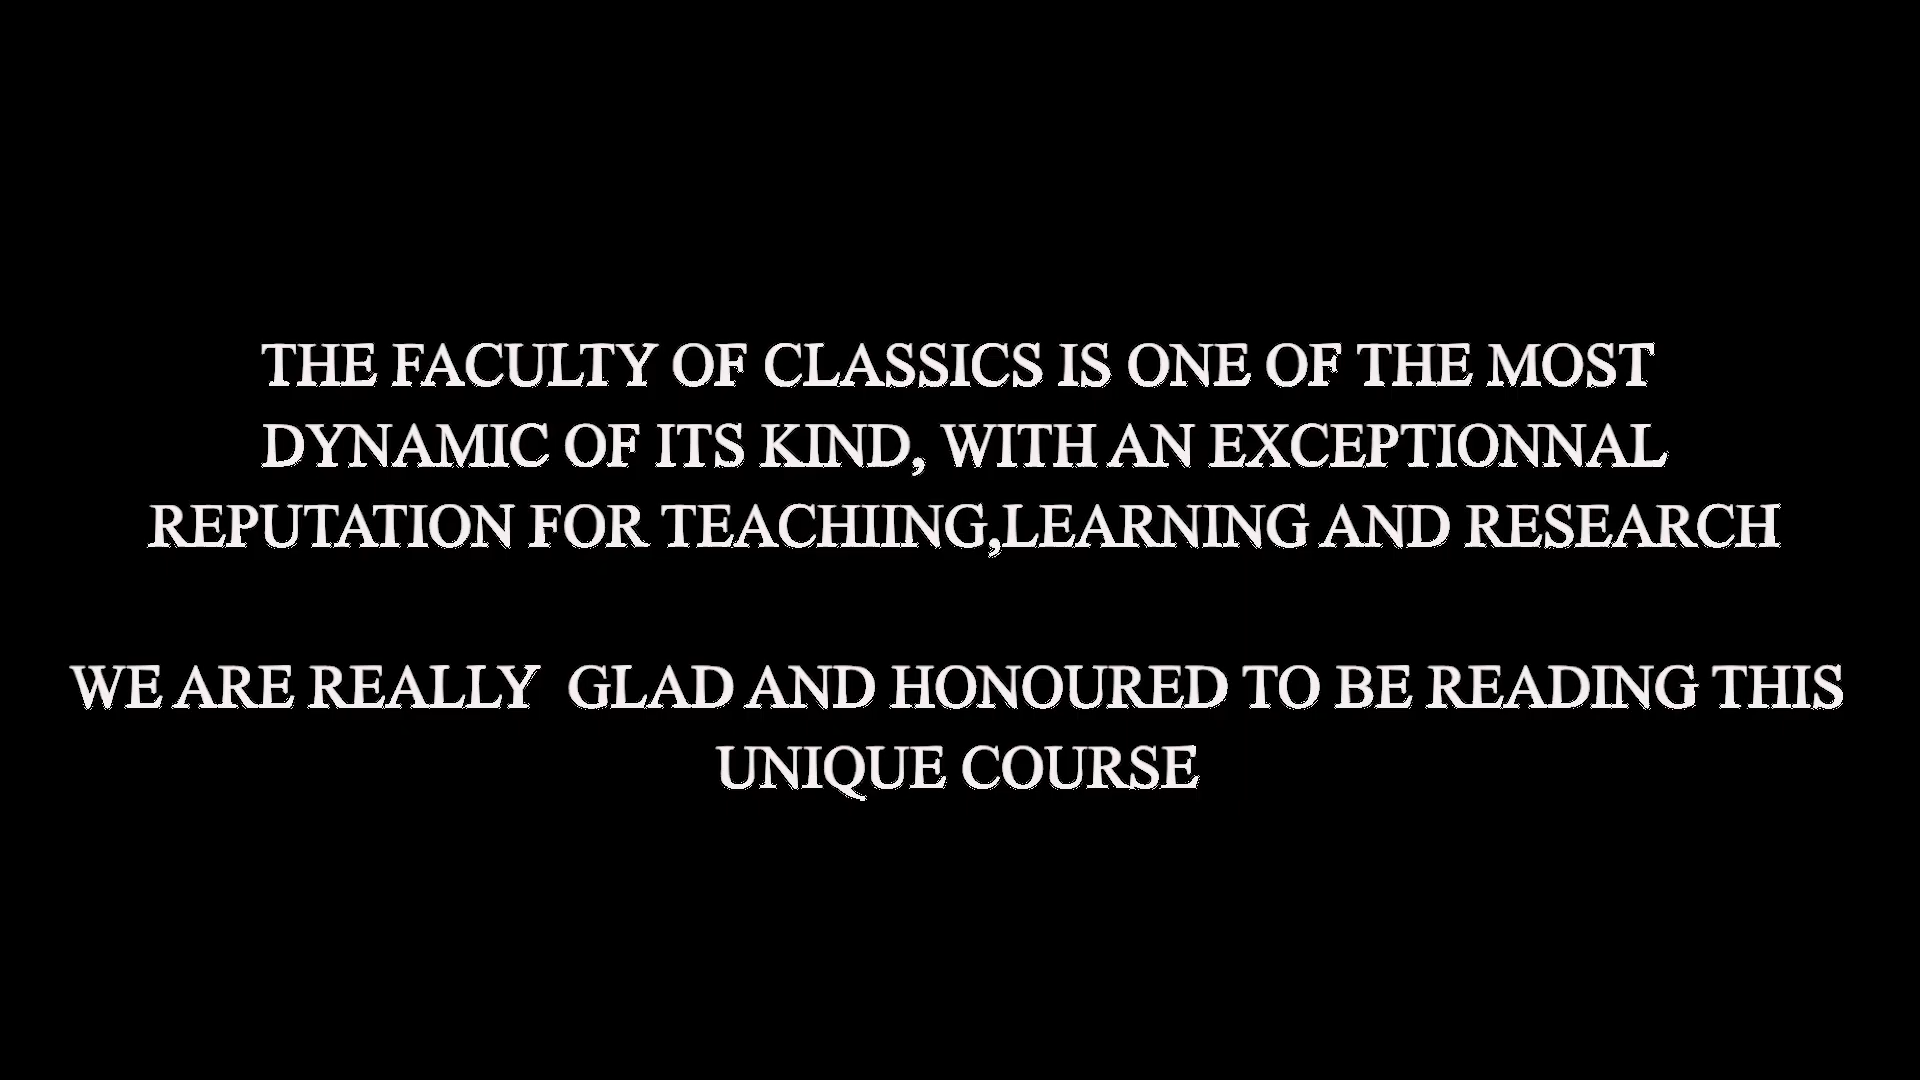 THE FACULTY OF CLASSICS IS ONE OF THE MOST
DYNAMIC OF ITS KIND, WITH AN EXCEPTIONNAL
REPUTATION FOR TEACHIING,LEARNING AND RESEARCH
WE ARE REALLY  GLAD AND HONOURED TO BE READING THIS
UNIQUE COURSE